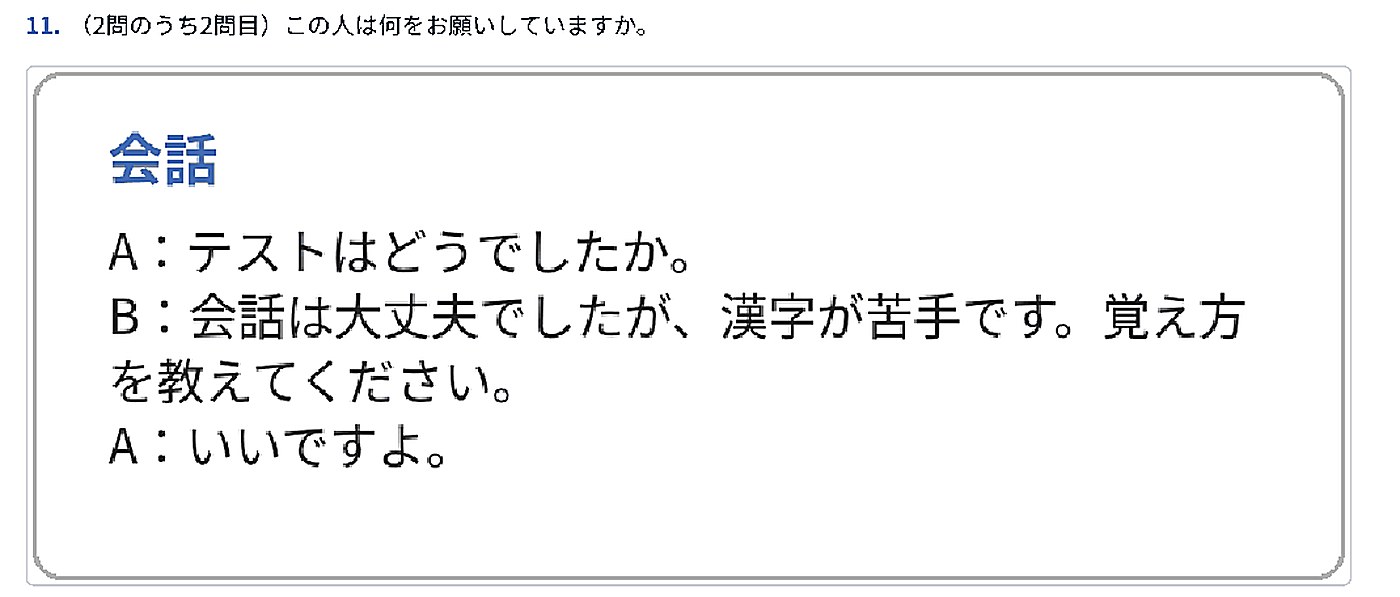 11. （2問のうち2問目）この人は何をお願いしていますか。
会話
A：テストはどうでしたか。
B：会話は大丈夫でしたが、漢字が苦手です。覚え方
を教えてください。
A：いいですよ。